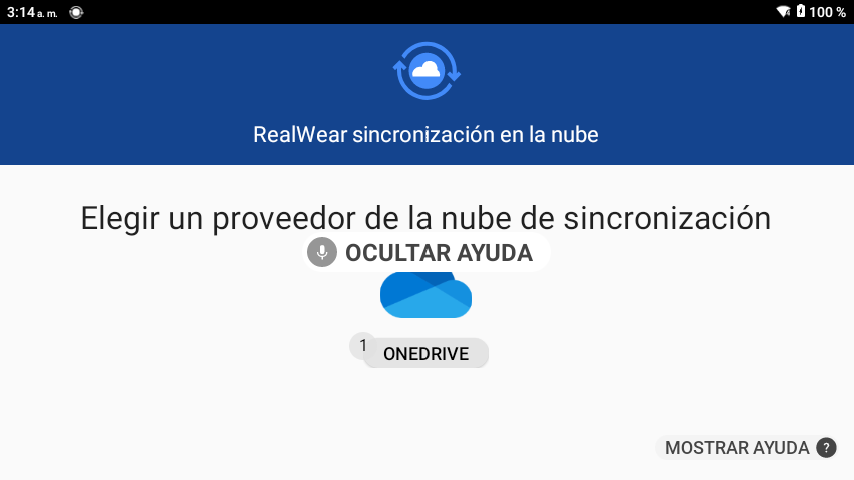 3:14 a. m.
100 %
RealWear sincronización en la nube
Elegir un proveedor de la nube de sincronización
OCULTAR AYUDA
1
ONEDRIVE
MOSTRAR AYUDA ?